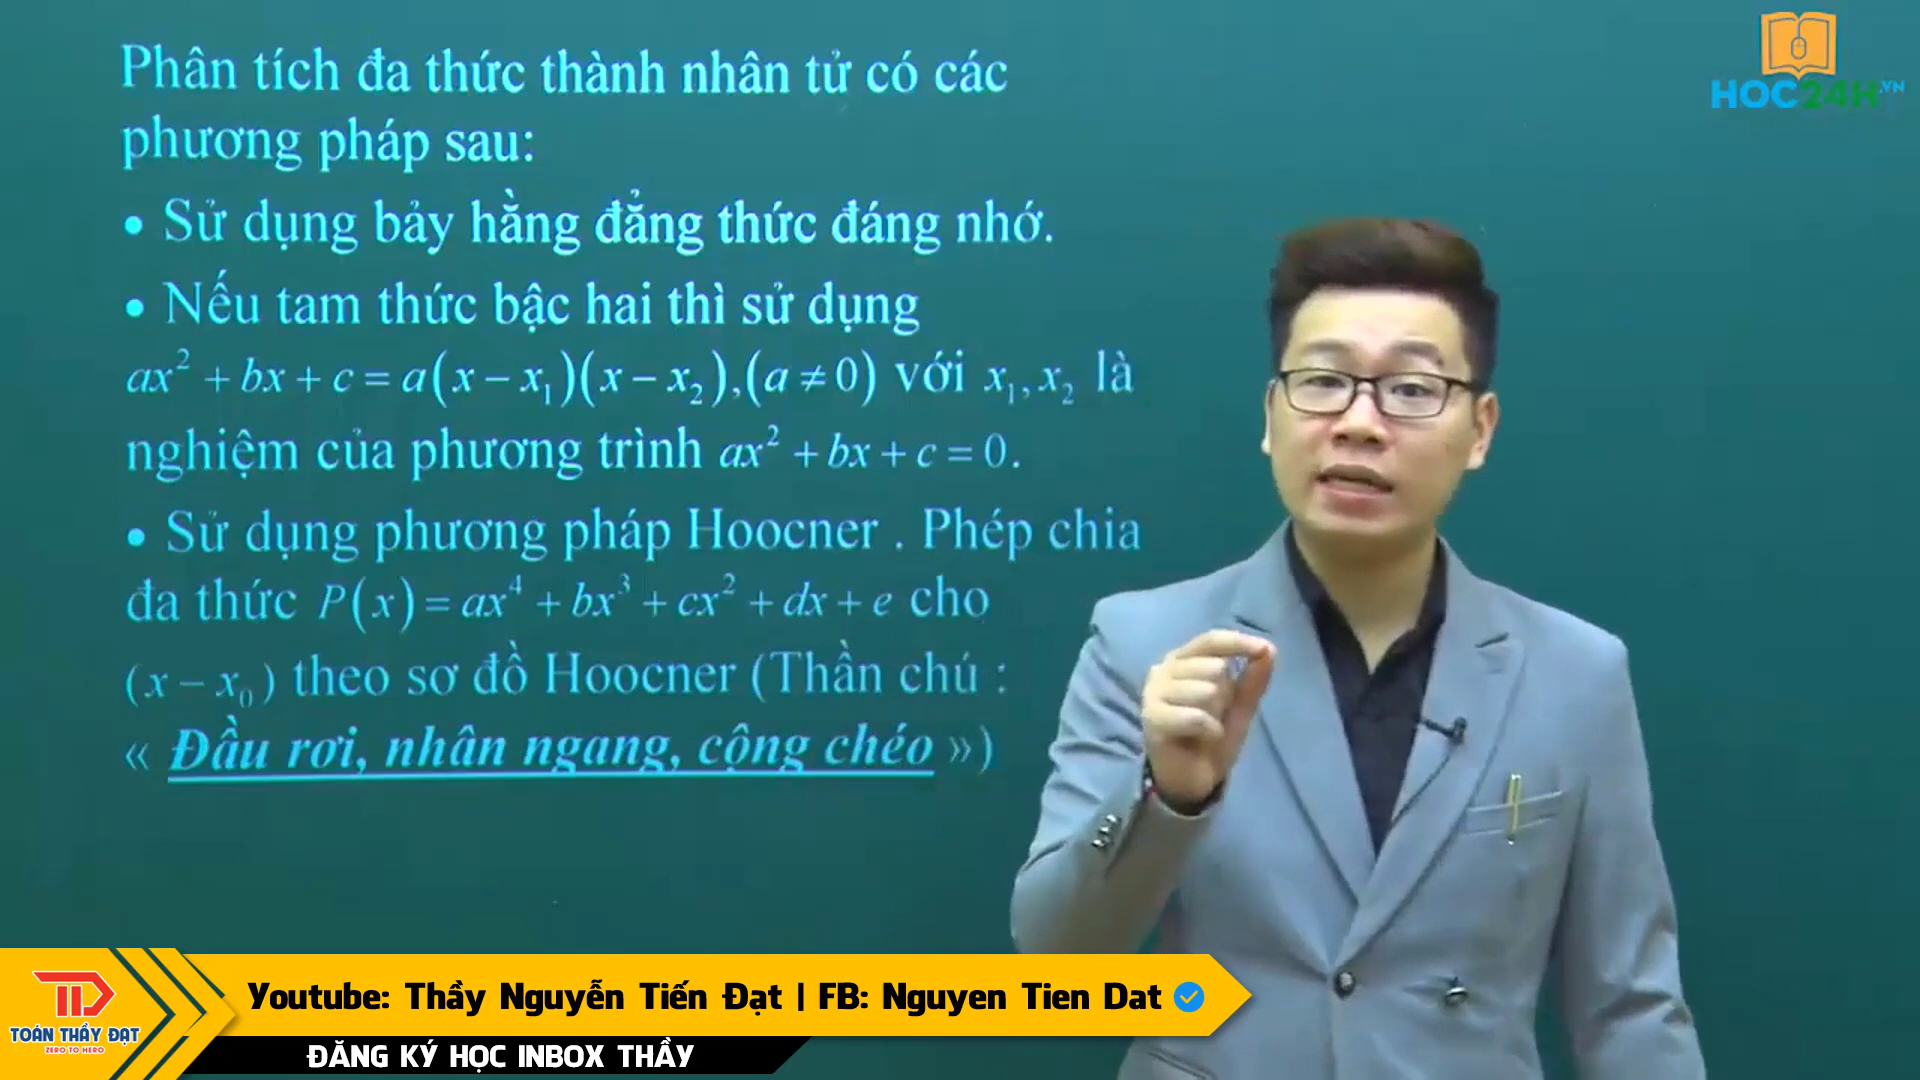 Phân tích đa thức thành nhân tử có các
phương pháp sau:
• Sử dụng bảy hằng đẳng thức đáng nhớ.
• Nếu tam thức bậc hai thì sử dụng
ax² + bx + c = a(x − x₁)(x − x₂),(a ≠ 0) với x₁, x₂ là
nghiệm của phương trình ax² + bx + c = 0.
• Sử dụng phương pháp Hoocner . Phép chia
đa thức P(x) = ax⁴ + bx³ + cx² + dx + e cho
(x − x₀) theo sơ đồ Hoocner (Thần chú :
« Đầu rơi, nhân ngang, cộng chéo »)
HOC24H.VN
Youtube: Thầy Nguyễn Tiến Đạt | FB: Nguyen Tien Dat
TD
TOÁN THẦY ĐẠT
ZERO TO HERO
ĐĂNG KÝ HỌC INBOX THẦY